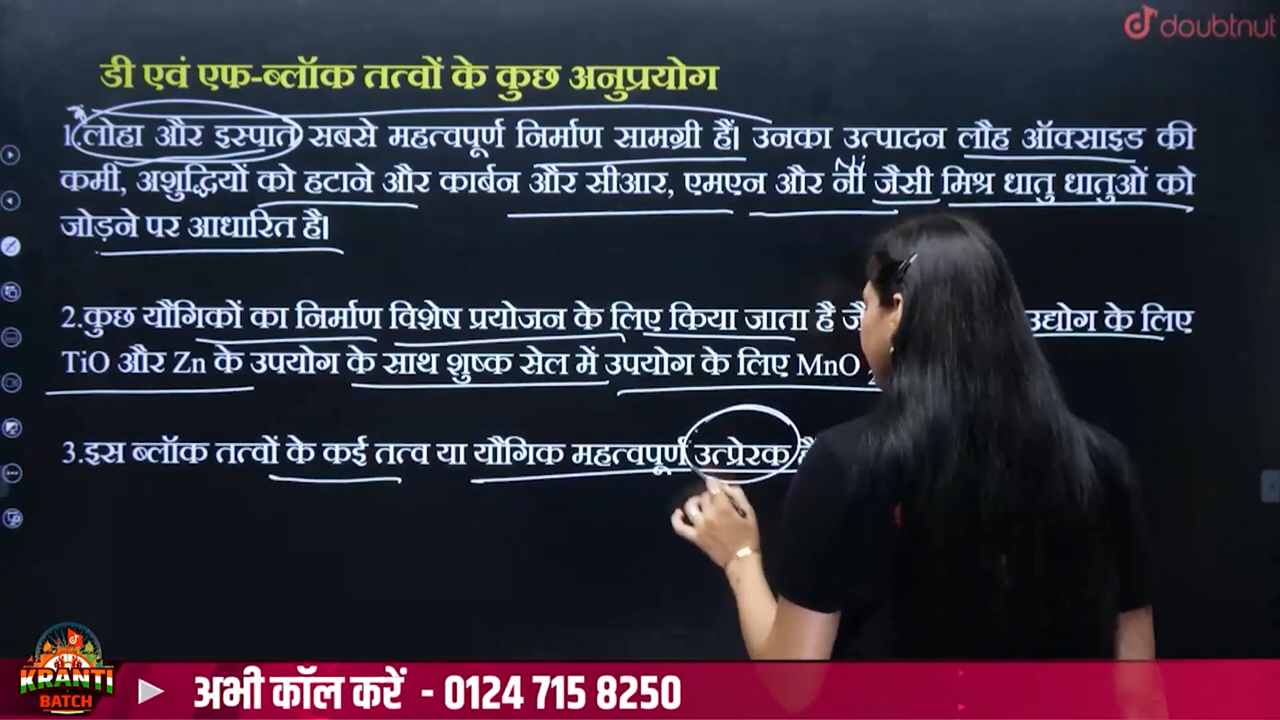 doubtnut
डी एवं एफ-ब्लॉक तत्वों के कुछ अनुप्रयोग
1.लोहा और इस्पात सबसे महत्वपूर्ण निर्माण सामग्री हैं। उनका उत्पादन लौह ऑक्साइड की
Ni
कमी, अशुद्धियों को हटाने और कार्बन और सीआर, एमएन और नी जैसी मिश्र धातु धातुओं को
जोड़ने पर आधारित है।
2.कुछ यौगिकों का निर्माण विशेष प्रयोजन के लिए किया जाता है उद्योग के लिए
TiO और Zn के उपयोग के साथ शुष्क सेल में उपयोग के लिए MnO
3.इस ब्लॉक तत्वों के कई तत्व या यौगिक महत्वपूर्ण उत्प्रेरक
KRANTI
BATCH
अभी कॉल करें - 0124 715 8250